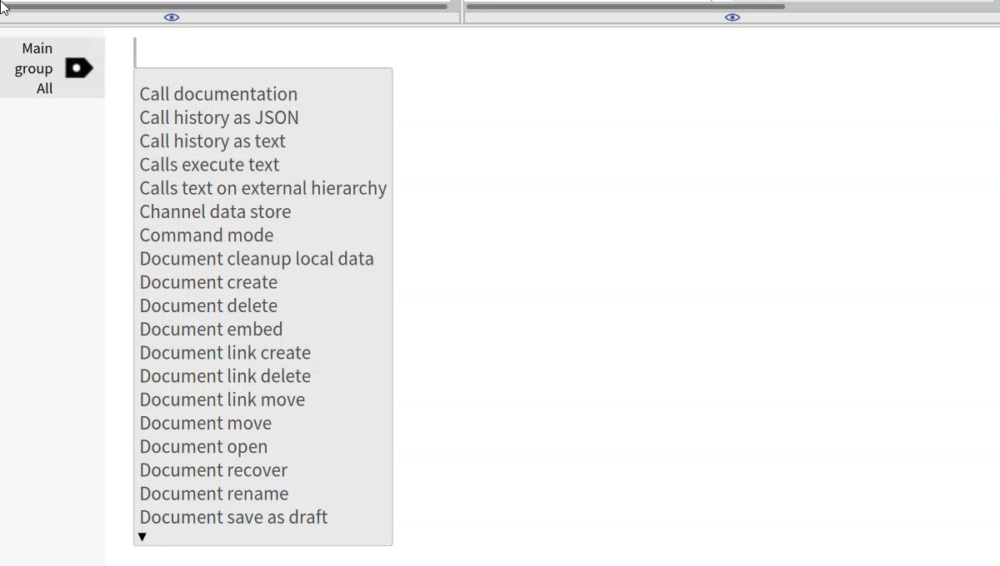 Main
group
All
Call documentation
Call history as JSON
Call history as text
Calls execute text
Calls text on external hierarchy
Channel data store
Command mode
Document cleanup local data
Document create
Document delete
Document embed
Document link create
Document link delete
Document link move
Document move
Document open
Document recover
Document rename
Document save as draft